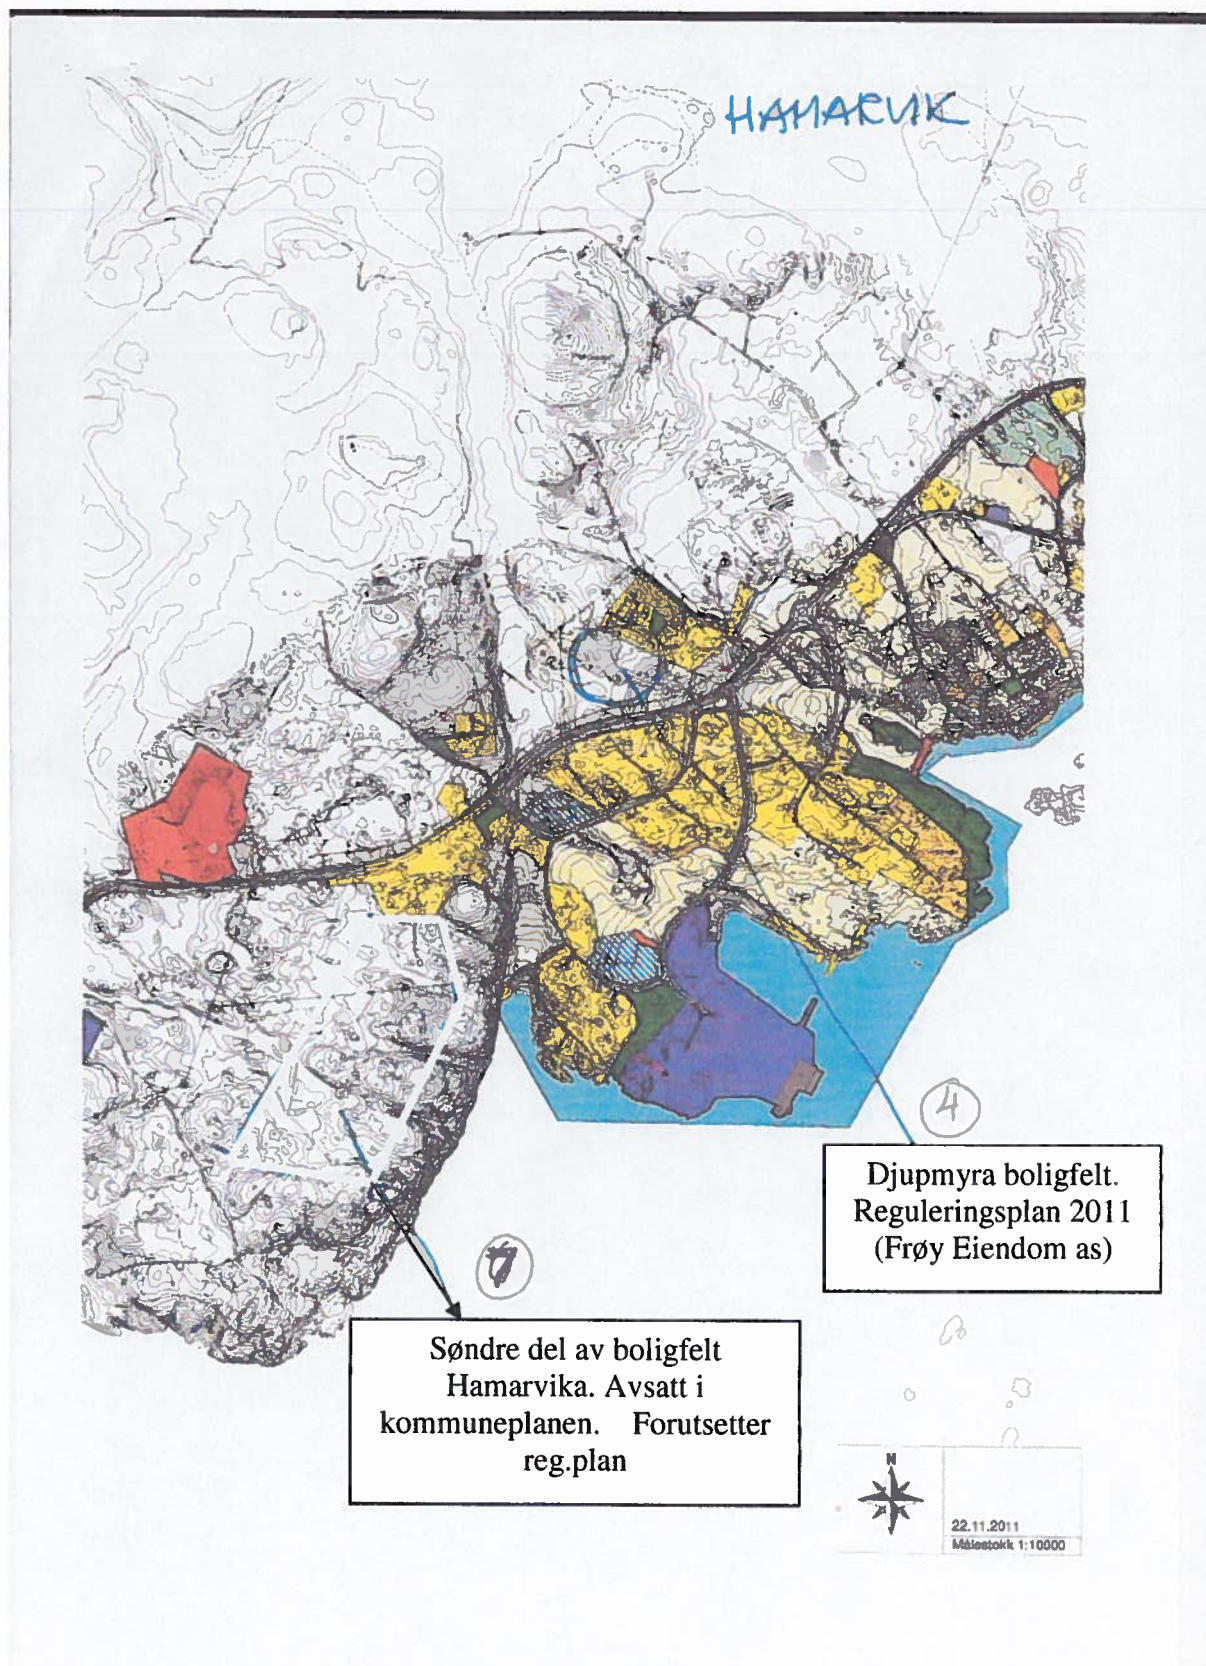 HAMARVIK
4
Djupmyra boligfelt.
Reguleringsplan 2011
(Frøy Eiendom as)
7
Søndre del av boligfelt
Hamarvika. Avsatt i
kommuneplanen. Forutsetter
reg.plan
N
22.11.2011
Målestokk 1:10000